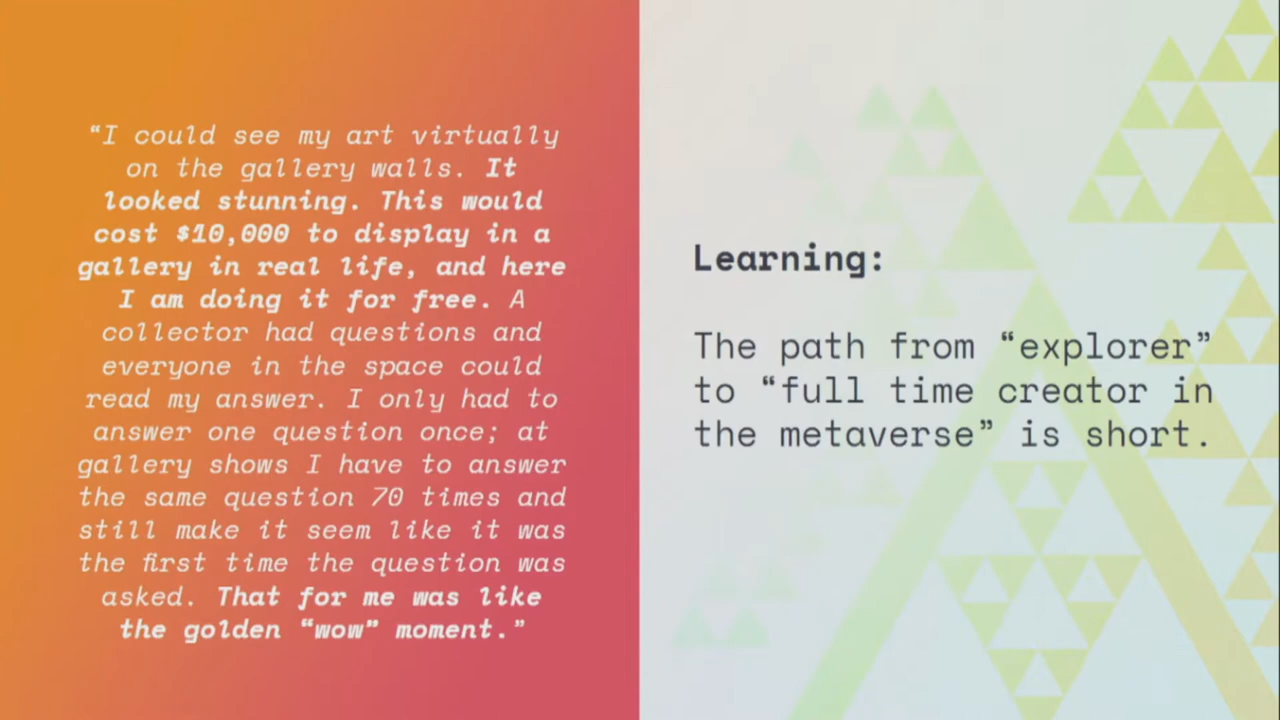 “I could see my art virtually
on the gallery walls. It
looked stunning. This would
cost $10,000 to display in a
gallery in real life, and here
I am doing it for free. A
collector had questions and
everyone in the space could
read my answer. I only had to
answer one question once; at
gallery shows I have to answer
the same question 70 times and
still make it seem like it was
the first time the question was
asked. That for me was like
the golden “wow” moment.”
Learning:
The path from “explorer”
to “full time creator in
the metaverse” is short.